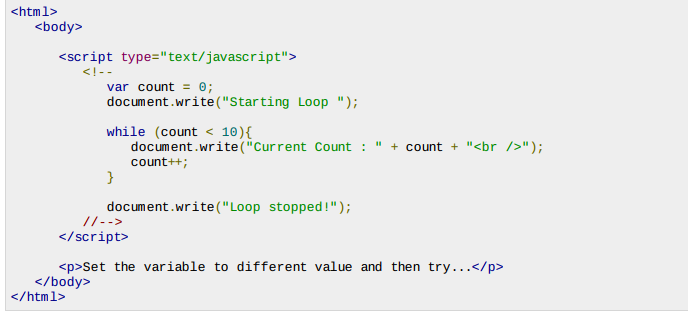 <html>
<body>
<script type="text/javascript">
<!--
var count = 0;
document.write("Starting Loop ");
while (count < 10){
document.write("Current Count : " + count + "<br />");
count++;
}
document.write("Loop stopped!");
//-->
</script>
<p>Set the variable to different value and then try...</p>
</body>
</html>